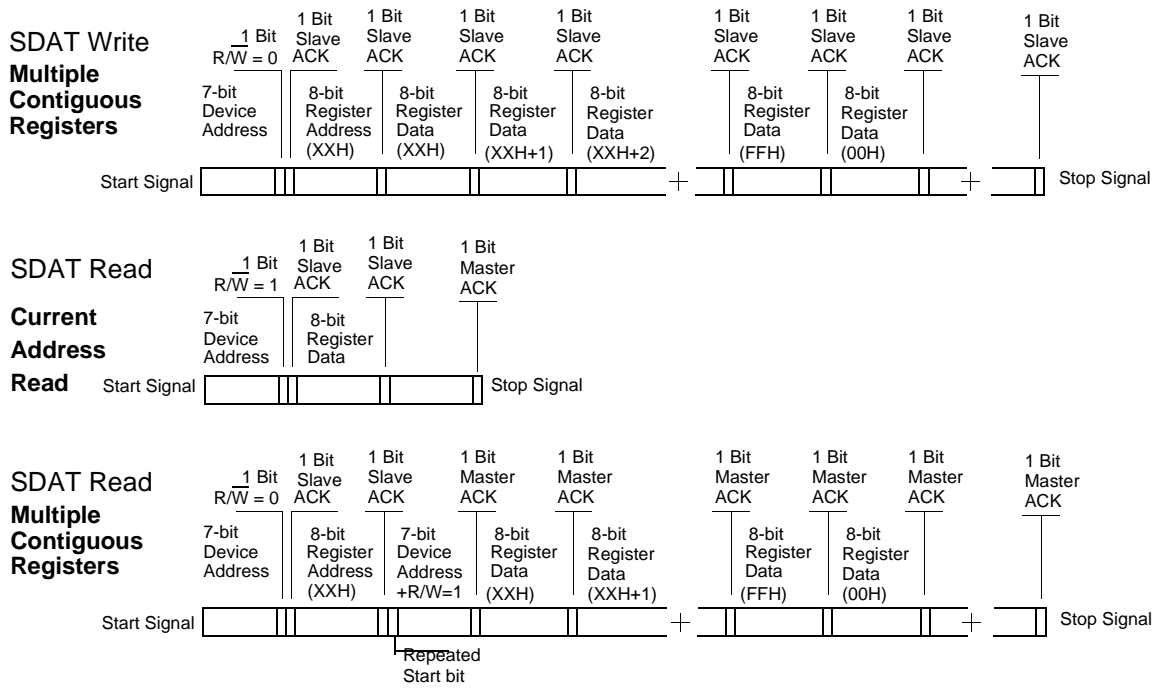 SDAT Write
Multiple
Contiguous
Registers
1 Bit
R/W = 0
1 Bit
Slave
ACK
1 Bit
Slave
ACK
1 Bit
Slave
ACK
1 Bit
Slave
ACK
1 Bit
Slave
ACK
1 Bit
Slave
ACK
1 Bit
Slave
ACK
1 Bit
Slave
ACK
7-bit
Device
Address
8-bit
Register
Address
(XXH)
8-bit
Register
Data
(XXH)
8-bit
Register
Data
(XXH+1)
8-bit
Register
Data
(XXH+2)
8-bit
Register
Data
(FFH)
8-bit
Register
Data
(00H)
Start Signal
Stop Signal
SDAT Read
Current
Address
Read
1 Bit
R/W = 1
1 Bit
Slave
ACK
1 Bit
Slave
ACK
1 Bit
Master
ACK
7-bit
Device
Address
8-bit
Register
Data
Start Signal
Stop Signal
SDAT Read
Multiple
Contiguous
Registers
1 Bit
R/W = 0
1 Bit
Slave
ACK
1 Bit
Slave
ACK
1 Bit
Master
ACK
1 Bit
Master
ACK
1 Bit
Master
ACK
1 Bit
Master
ACK
1 Bit
Master
ACK
1 Bit
Master
ACK
7-bit
Device
Address
8-bit
Register
Address
(XXH)
7-bit
Device
Address
+R/W=1
8-bit
Register
Data
(XXH)
8-bit
Register
Data
(XXH+1)
8-bit
Register
Data
(FFH)
8-bit
Register
Data
(00H)
Start Signal
Stop Signal
Repeated
Start bit